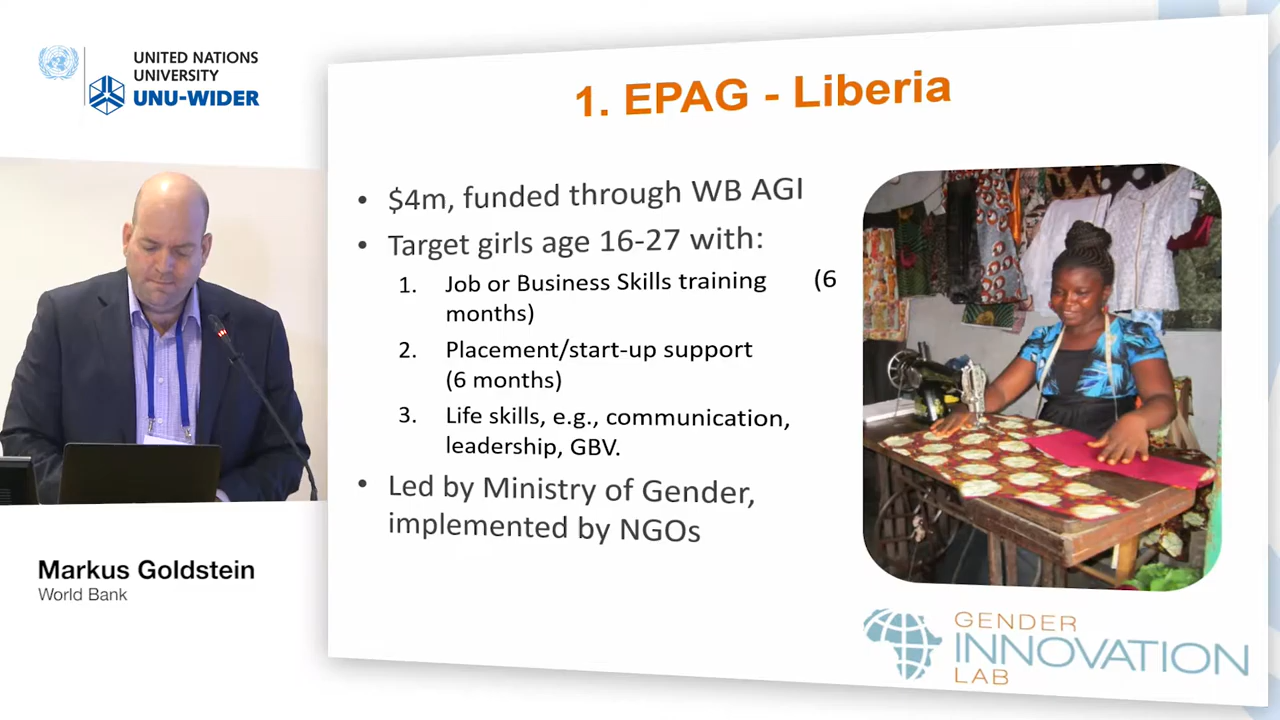 UNITED NATIONS
UNIVERSITY
UNU-WIDER
1. EPAG - Liberia
• $4m, funded through WB AGI
• Target girls age 16-27 with:
1. Job or Business Skills training (6
months)
2. Placement/start-up support
(6 months)
3. Life skills, e.g., communication,
leadership, GBV.
• Led by Ministry of Gender,
implemented by NGOs
Markus Goldstein
World Bank
GENDER
INNOVATION
LAB